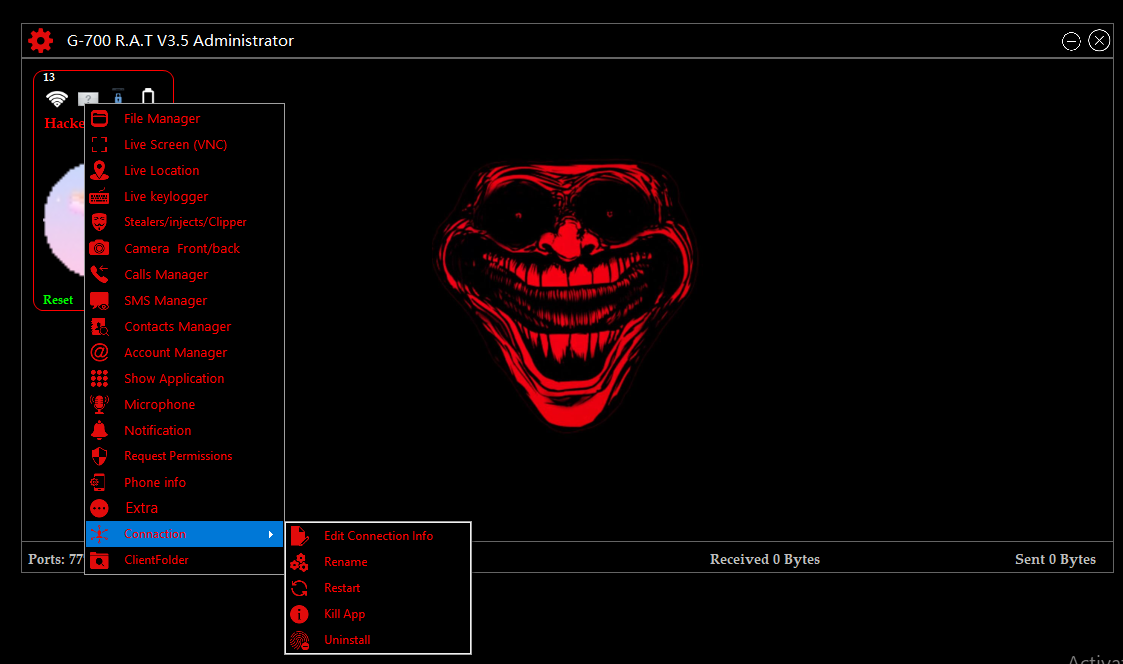 G-700 R.A.T V3.5 Administrator
13
Hacke
Reset
File Manager
Live Screen (VNC)
Live Location
Live keylogger
Stealers/injects/Clipper
Camera Front/back
Calls Manager
SMS Manager
Contacts Manager
Account Manager
Show Application
Microphone
Notification
Request Permissions
Phone info
Extra
Connection
ClientFolder
Edit Connection Info
Rename
Restart
Kill App
Uninstall
Ports: 77
Received 0 Bytes
Sent 0 Bytes